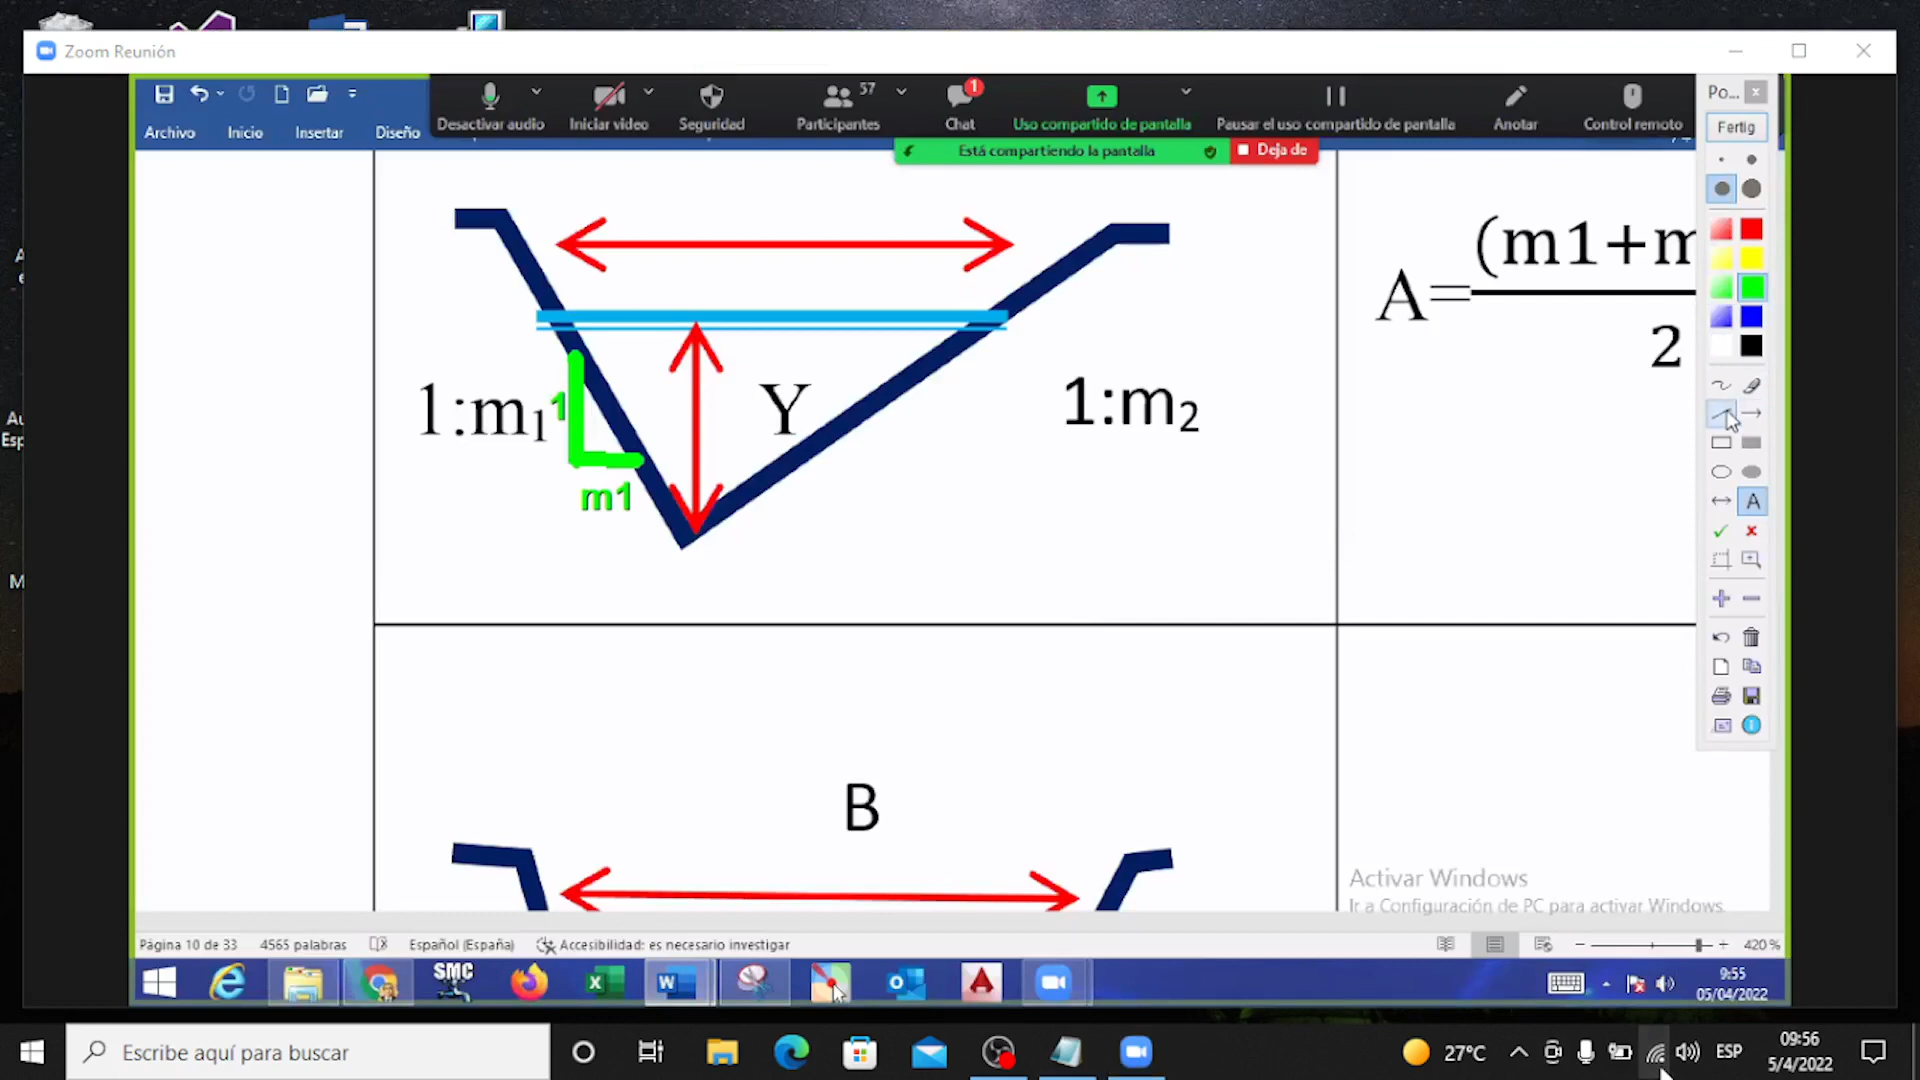 Zoom Reunión
Desactivar audio
Iniciar video
Seguridad
57
Participantes
1
Chat
Uso compartido de pantalla
Pausar el uso compartido de pantalla
Anotar
Control remoto
Archivo
Inicio
Insertar
Diseño
Está compartiendo la pantalla
Deja de
Po...
Fertig
A
(m1+m
A=
2
1:m₁
1
Y
1:m₂
m1
B
Activar Windows
Ir a Configuración de PC para activar Windows.
Página 10 de 33
4565 palabras
Español (España)
Accesibilidad: es necesario investigar
420 %
SMC
9:55
05/04/2022
Escribe aquí para buscar
27°C
ESP
09:56
5/4/2022